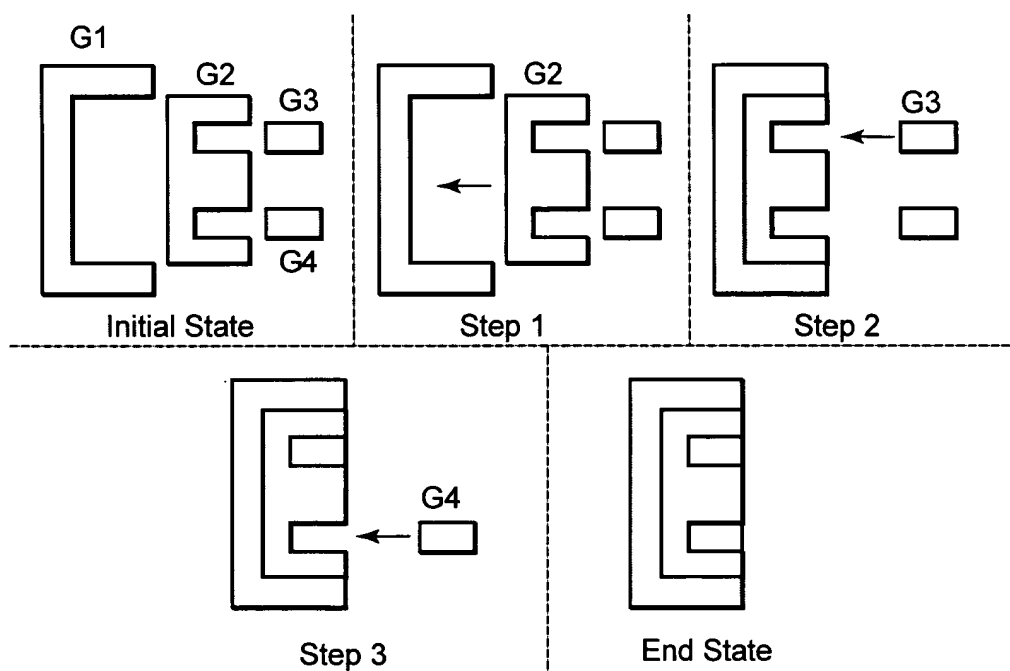 G1
G2
G3
G4
Initial State
G2
Step 1
G3
Step 2
G4
Step 3
End State